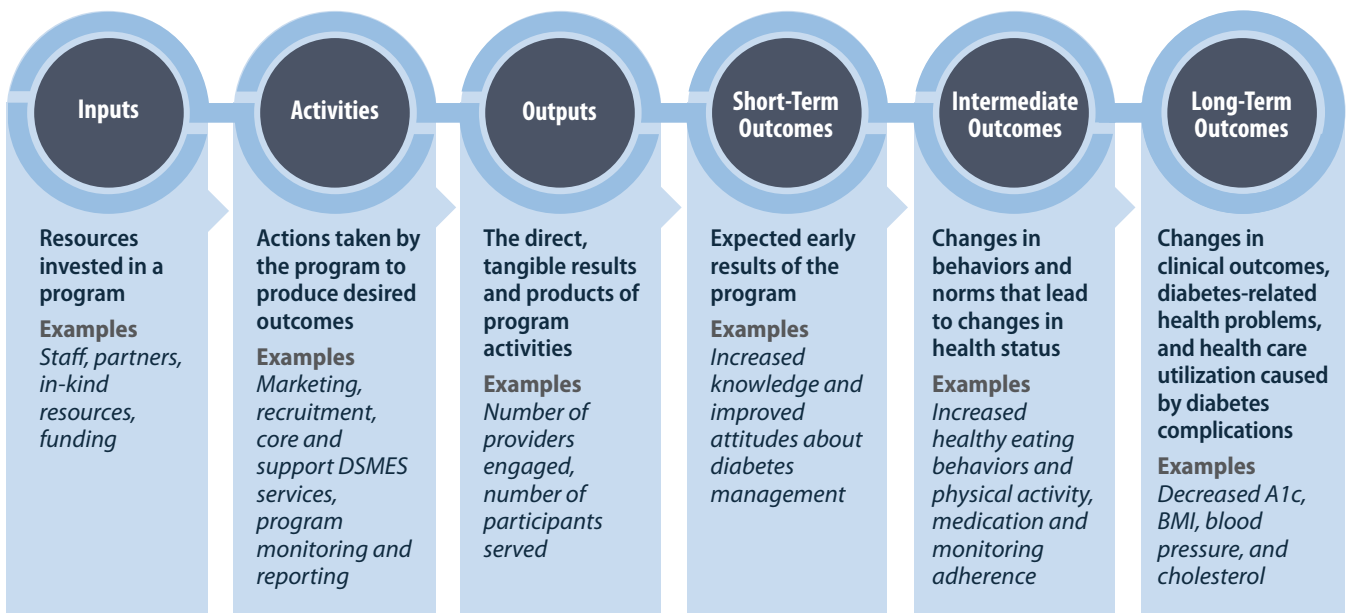 Inputs
Resources
invested in a
program
Examples
Staff, partners,
in-kind
resources,
funding
Activities
Actions taken by
the program to
produce desired
outcomes
Examples
Marketing,
recruitment,
core and
support DSMES
services,
program
monitoring and
reporting
Outputs
The direct,
tangible results
and products of
program
activities
Examples
Number of
providers
engaged,
number of
participants
served
Short-Term
Outcomes
Expected early
results of the
program
Examples
Increased
knowledge and
improved
attitudes about
diabetes
management
Intermediate
Outcomes
Changes in
behaviors and
norms that lead
to changes in
health status
Examples
Increased
healthy eating
behaviors and
physical activity,
medication and
monitoring
adherence
Long-Term
Outcomes
Changes in
clinical outcomes,
diabetes-related
health problems,
and health care
utilization caused
by diabetes
complications
Examples
Decreased A1c,
BMI, blood
pressure, and
cholesterol